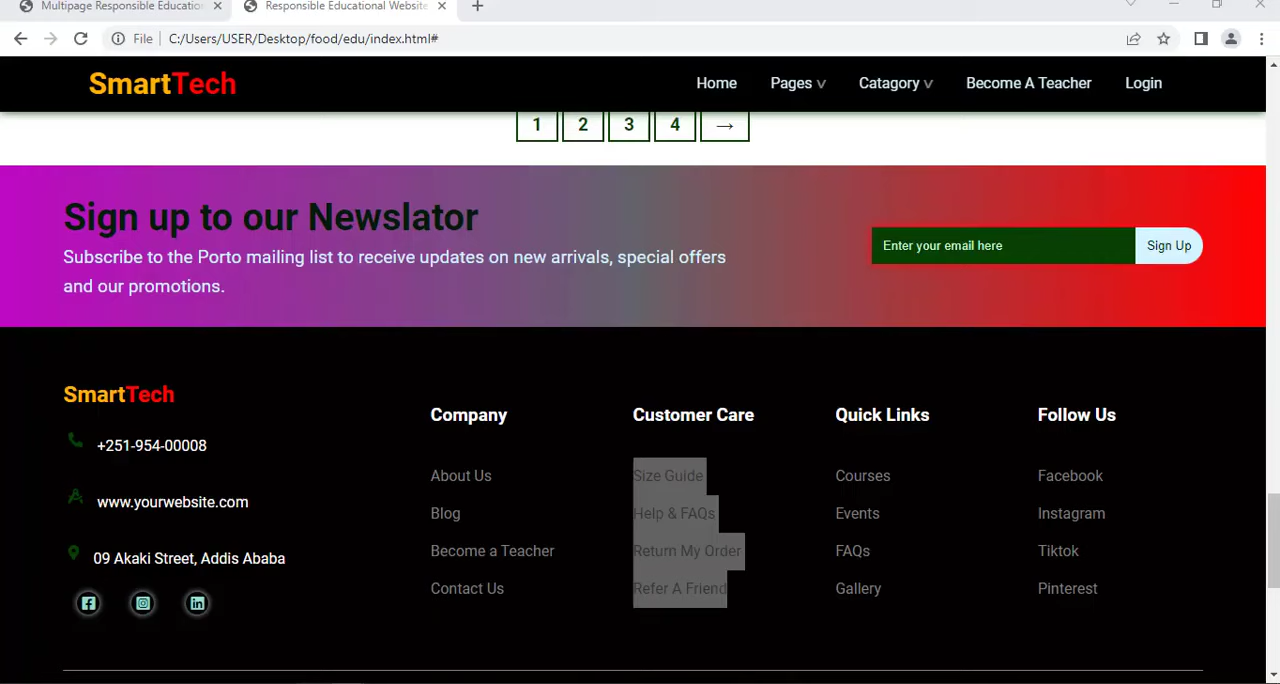 Multipage Responsible Educatio
Responsible Educational Website
File
C:/Users/USER/Desktop/food/edu/index.html#
SmartTech
Home Pages Catagory Become A Teacher Login
1 2 3 4 →
Sign up to our Newslator
Subscribe to the Porto mailing list to receive updates on new arrivals, special offers
and our promotions.
Enter your email here
Sign Up
SmartTech
+251-954-00008
www.yourwebsite.com
09 Akaki Street, Addis Ababa
Company
About Us
Blog
Become a Teacher
Contact Us
Customer Care
Size Guide
Help & FAQs
Return My Order
Refer A Friend
Quick Links
Courses
Events
FAQs
Gallery
Follow Us
Facebook
Instagram
Tiktok
Pinterest